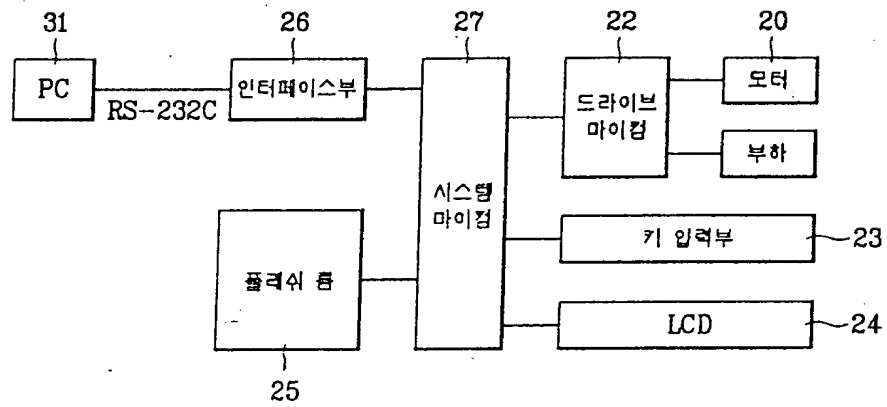 31
26
27
22
20
PC
RS-232C
인터페이스부
시스템
마이컴
드라이브
마이컴
모터
부하
플래쉬 롬
키 입력부
23
LCD
24
25